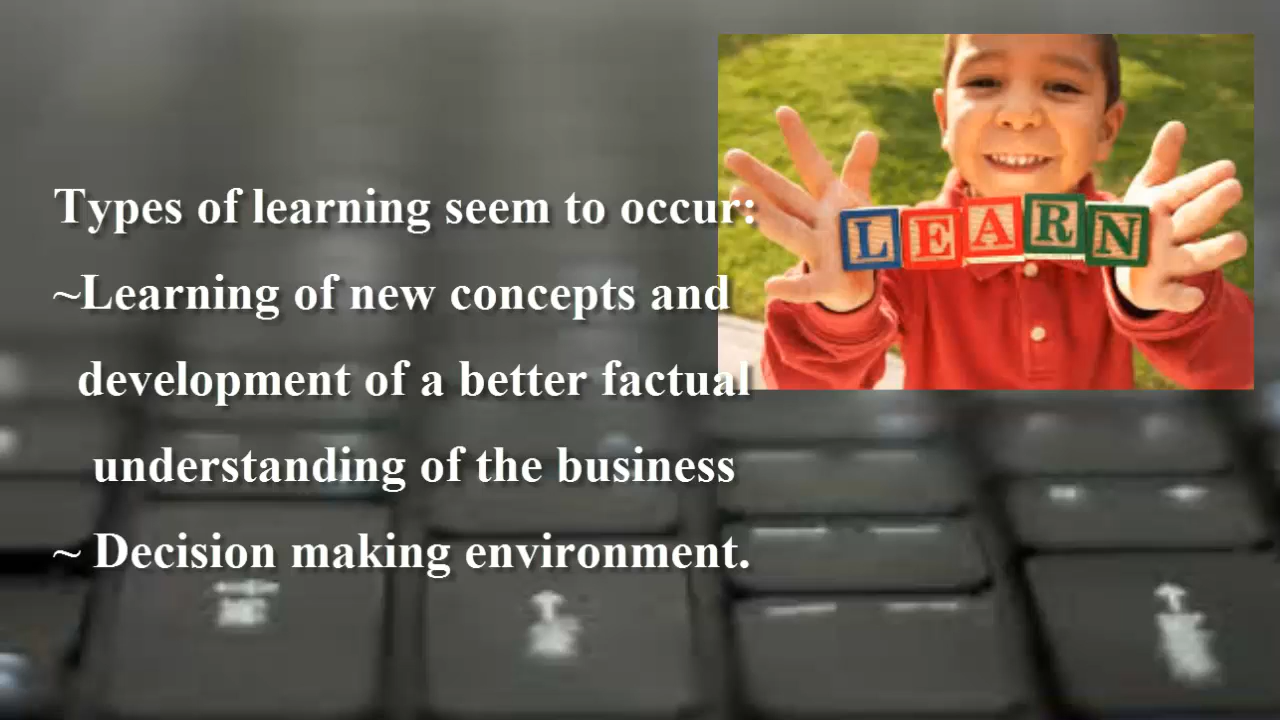 Types of learning seem to occur:
~Learning of new concepts and
development of a better factual
understanding of the business
~ Decision making environment.
LEARN